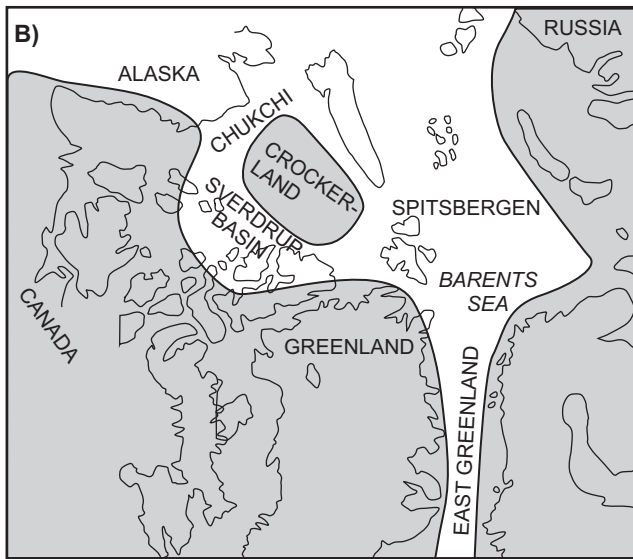 B)
RUSSIA
ALASKA
CHUKCHI
CROCKER-
LAND
SVERDRUP
BASIN
SPITSBERGEN
BARENTS
SEA
CANADA
GREENLAND
EAST GREENLAND